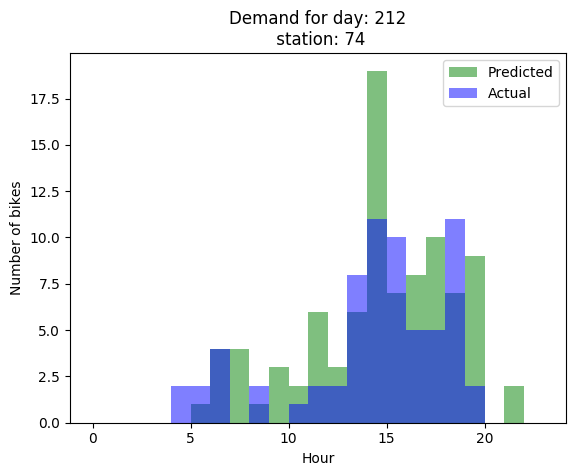 Demand for day: 212
station: 74
Predicted
Actual
Number of bikes
17.5
15.0
12.5
10.0
7.5
5.0
2.5
0.0
0
5
10
15
20
Hour